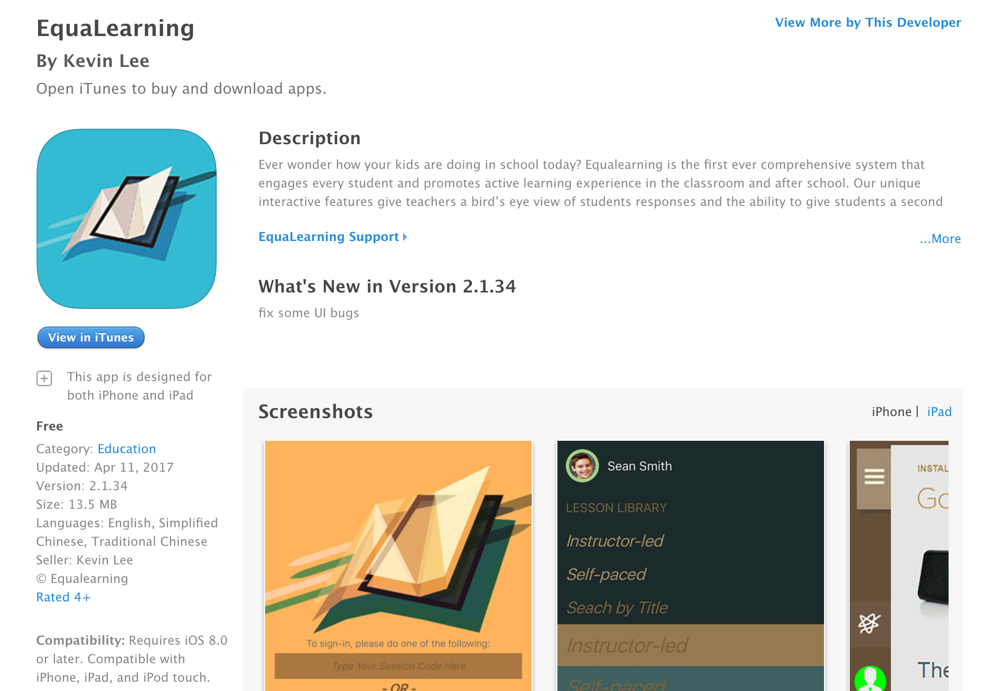 EquaLearning
View More by This Developer
By Kevin Lee
Open iTunes to buy and download apps.
Description
Ever wonder how your kids are doing in school today? Equalearning is the first ever comprehensive system that
engages every student and promotes active learning experience in the classroom and after school. Our unique
interactive features give teachers a bird’s eye view of students responses and the ability to give students a second
EquaLearning Support
...More
What's New in Version 2.1.34
fix some UI bugs
View in iTunes
This app is designed for
both iPhone and iPad
Free
Category: Education
Updated: Apr 11, 2017
Version: 2.1.34
Size: 13.5 MB
Languages: English, Simplified
Chinese, Traditional Chinese
Seller: Kevin Lee
© Equalearning
Rated 4+
Compatibility: Requires iOS 8.0
or later. Compatible with
iPhone, iPad, and iPod touch.
Screenshots
iPhone | iPad
To sign-in, please do one of the following:
Type Your Session Code Here
- OR -
Sean Smith
LESSON LIBRARY
Instructor-led
Self-paced
Seach by Title
Instructor-led
Self-paced
INSTAL
Go
The